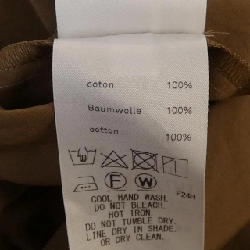 coton 100%
Baumwolle 100%
cotton 100%
F W F24H
COOL HAND WASH.
DO NOT BLEACH.
HOT IRON.
DO NOT TUMBLE DRY.
LINE DRY IN SHADE.
OR DRY CLEAN.